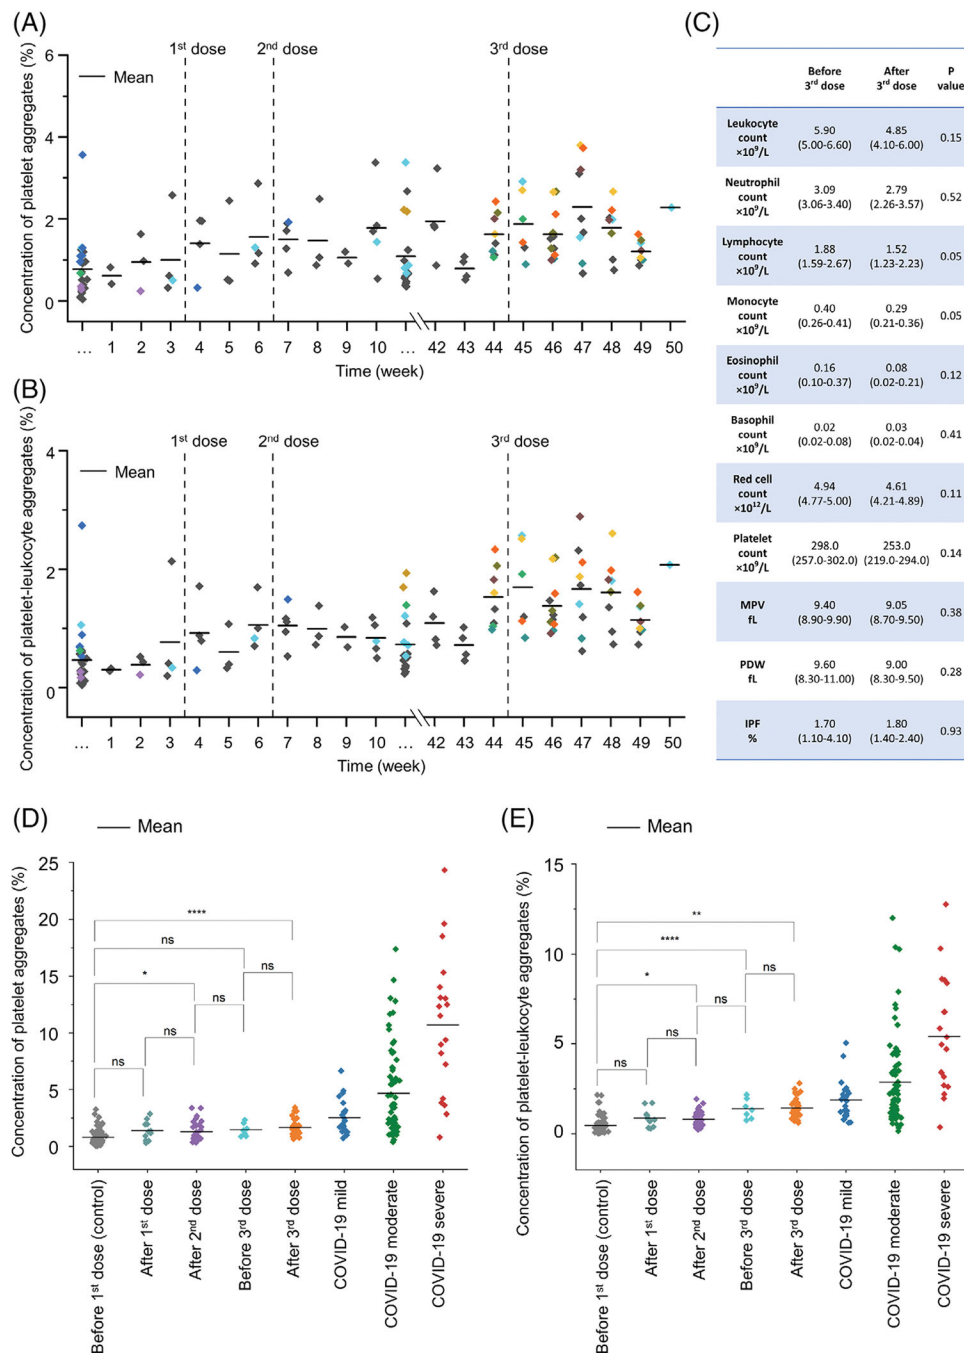 (A)
Concentration of platelet aggregates (%)
6
4
2
0
Mean
1st dose
2nd dose
3rd dose
... 1 2 3 4 5 6 7 8 9 10 ... 42 43 44 45 46 47 48 49 50
Time (week)
(B)
Concentration of platelet-leukocyte aggregates (%)
4
2
0
Mean
1st dose
2nd dose
3rd dose
... 1 2 3 4 5 6 7 8 9 10 ... 42 43 44 45 46 47 48 49 50
Time (week)
(C)
Before After P
3rd dose 3rd dose value
Leukocyte
count
×10⁹/L
5.90 4.85 0.15
(5.00-6.60) (4.10-6.00)
Neutrophil
count
×10⁹/L
3.09 2.79 0.52
(3.06-3.40) (2.26-3.57)
Lymphocyte
count
×10⁹/L
1.88 1.52 0.05
(1.59-2.67) (1.23-2.23)
Monocyte
count
×10⁹/L
0.40 0.29 0.05
(0.26-0.41) (0.21-0.36)
Eosinophil
count
×10⁹/L
0.16 0.08 0.12
(0.10-0.37) (0.02-0.21)
Basophil
count
×10⁹/L
0.02 0.03 0.41
(0.02-0.08) (0.02-0.04)
Red cell
count
×10¹²/L
4.94 4.61 0.11
(4.77-5.00) (4.21-4.89)
Platelet
count
×10⁹/L
298.0 253.0 0.14
(257.0-302.0) (219.0-294.0)
MPV
fL
9.40 9.05 0.38
(8.90-9.90) (8.70-9.50)
PDW
fL
9.60 9.00 0.28
(8.30-11.00) (8.30-9.50)
IPF
%
1.70 1.80 0.93
(1.10-4.10) (1.40-2.40)
(D)
Mean
Concentration of platelet aggregates (%)
25
20
15
10
5
0
****
ns
*
ns
ns
ns
ns
Before 1st dose (control)
After 1st dose
After 2nd dose
Before 3rd dose
After 3rd dose
COVID-19 mild
COVID-19 moderate
COVID-19 severe
(E)
Mean
Concentration of platelet-leukocyte aggregates (%)
15
10
5
0
**
****
ns
*
ns
ns
ns
Before 1st dose (control)
After 1st dose
After 2nd dose
Before 3rd dose
After 3rd dose
COVID-19 mild
COVID-19 moderate
COVID-19 severe